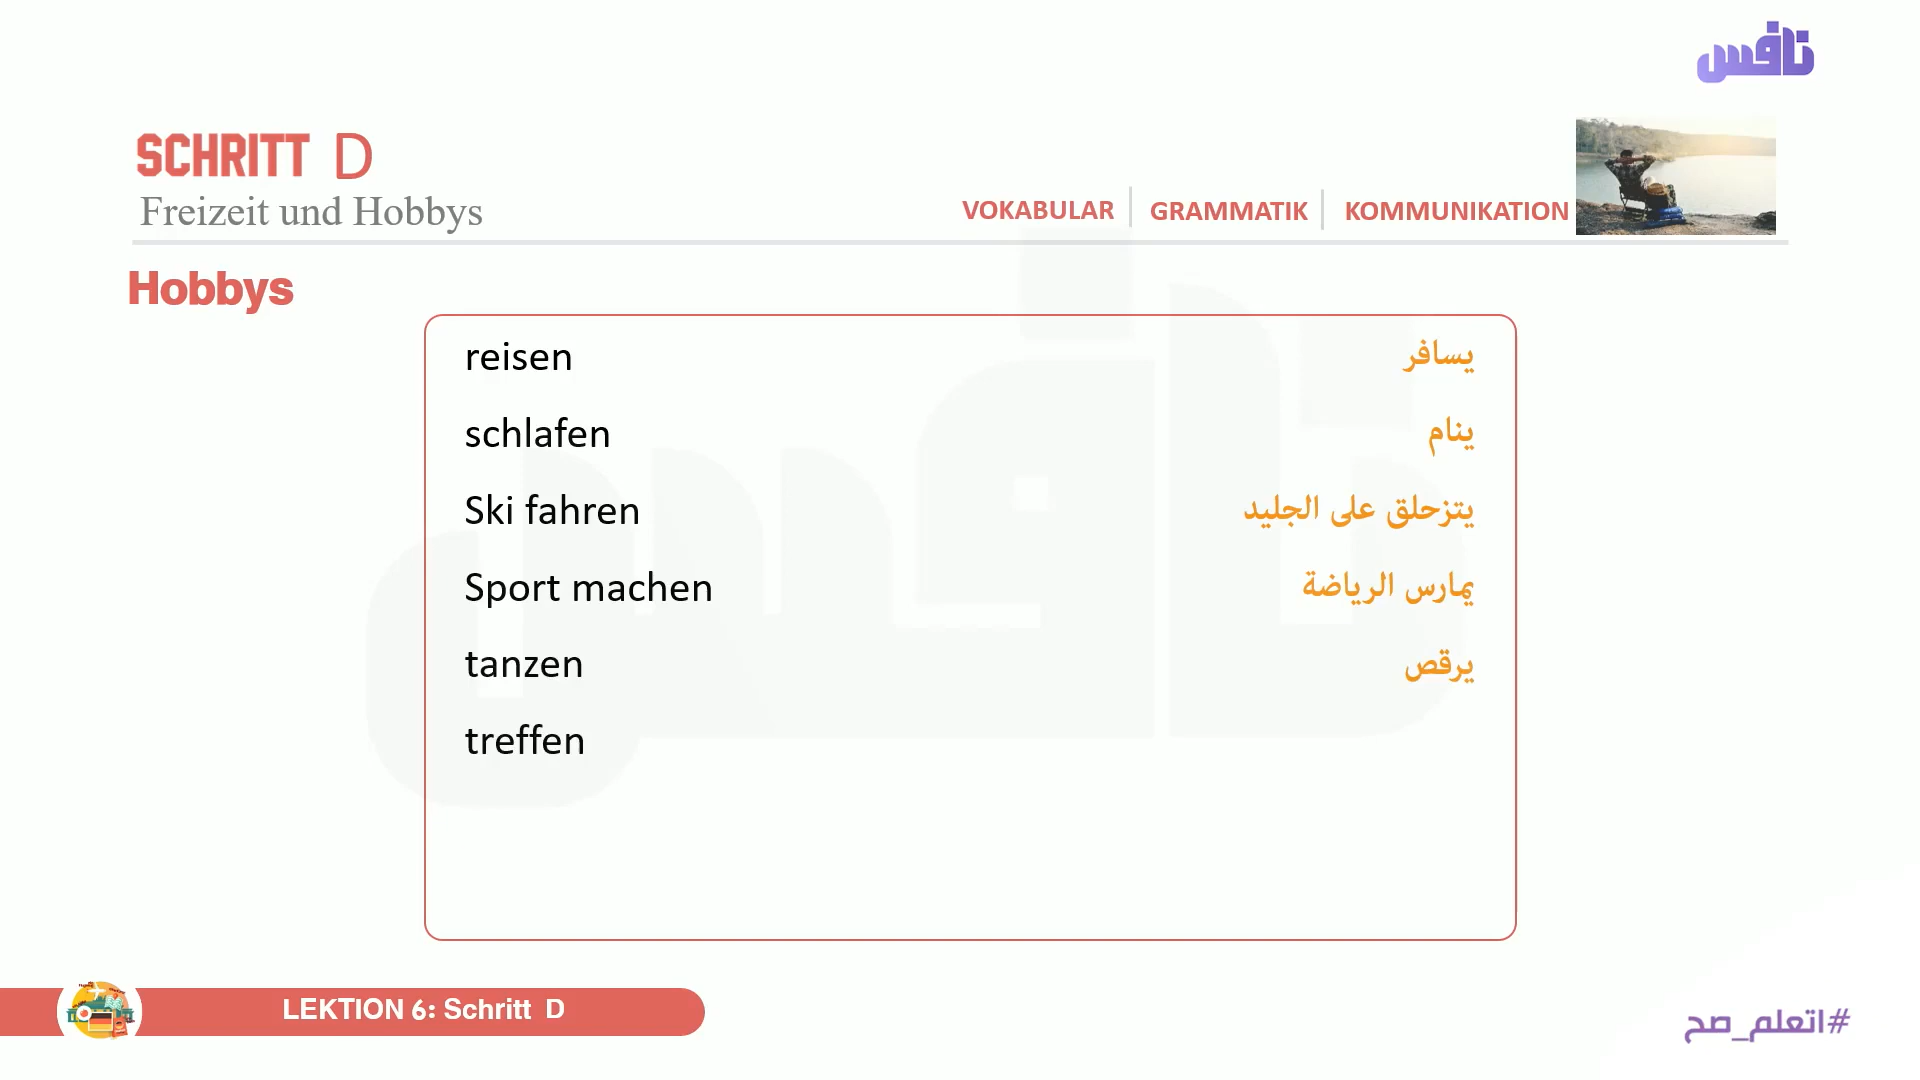 نافس
SCHRITT D
Freizeit und Hobbys
VOKABULAR GRAMMATIK KOMMUNIKATION
Hobbys
reisen يسافر
schlafen ينام
Ski fahren يتزحلق على الجليد
Sport machen يمارس الرياضة
tanzen يرقص
treffen
LEKTION 6: Schritt D
#اتعلم_صح